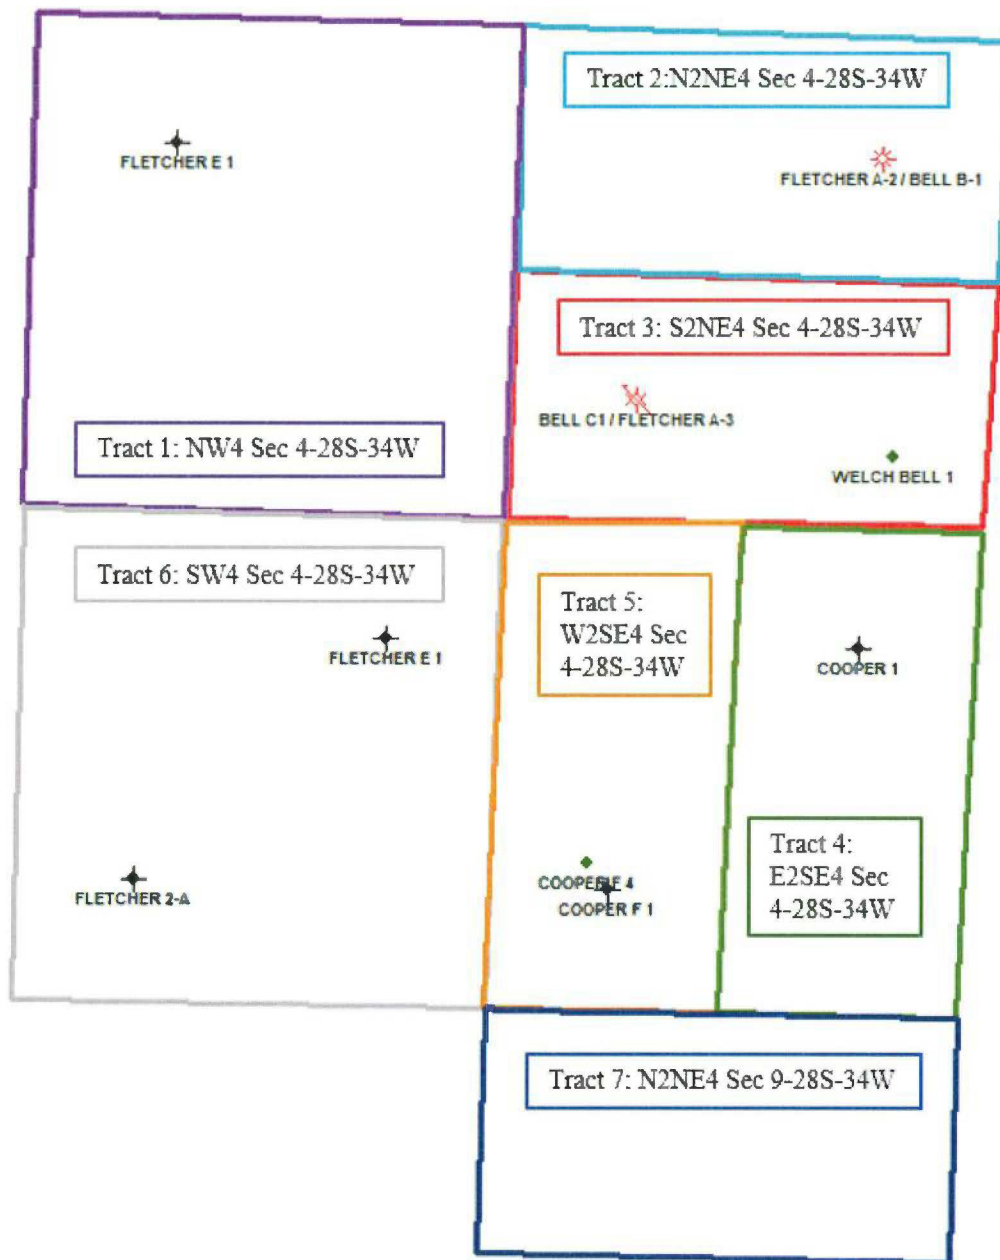 Tract 2:N2NE4 Sec 4-28S-34W
FLETCHER E 1
FLETCHER A-2 / BELL B-1
Tract 3: S2NE4 Sec 4-28S-34W
BELL C1 / FLETCHER A-3
Tract 1: NW4 Sec 4-28S-34W
WELCH BELL 1
Tract 6: SW4 Sec 4-28S-34W
FLETCHER E 1
Tract 5:
W2SE4 Sec
4-28S-34W
COOPER 1
Tract 4:
E2SE4 Sec
4-28S-34W
FLETCHER 2-A
COOPER F 1
Tract 7: N2NE4 Sec 9-28S-34W